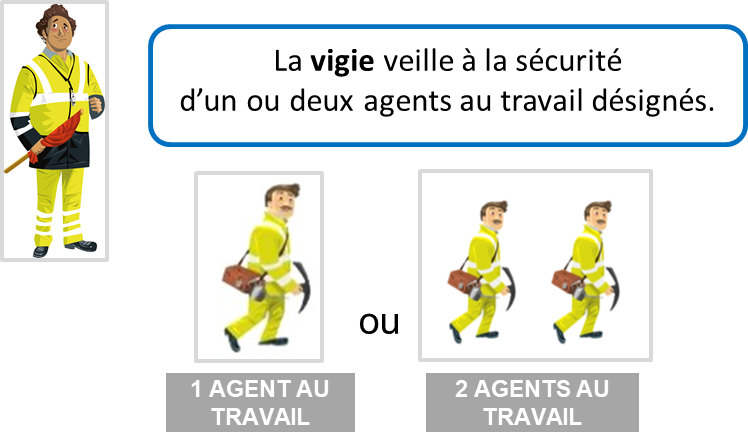 La vigie veille à la sécurité
d’un ou deux agents au travail désignés.
ou
1 AGENT AU
TRAVAIL
2 AGENTS AU
TRAVAIL